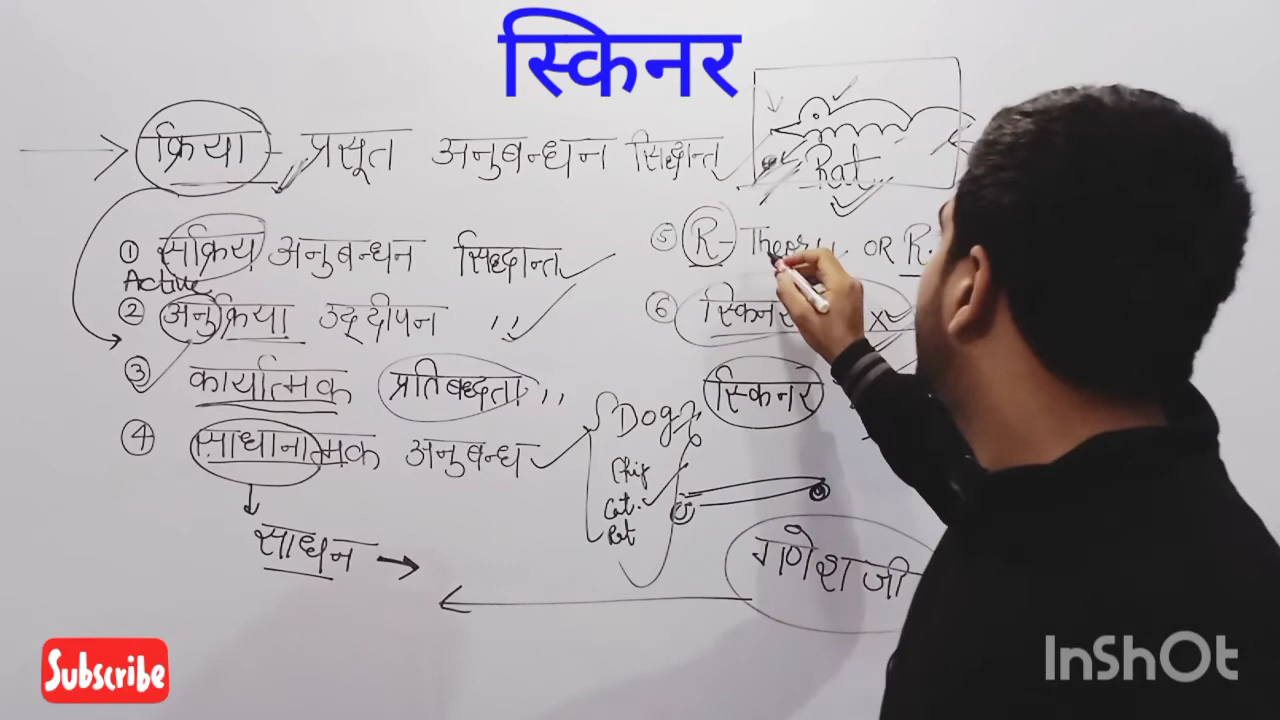 स्किनर
क्रिया - प्रसूत अनुबन्धन सिद्धान्त
Rat
① सक्रिय अनुबन्धन सिद्धान्त
Active
② अनुक्रिया उद्दीपन ,,
③ कार्यात्मक प्रतिबद्धता ,,
④ साधानात्मक अनुबन्ध
साधन
⑤ R- Theory OR R.
⑥ स्किनर X
स्किनर
Dog
Cat.
Rat
गणेश जी
Subscribe
InShOt